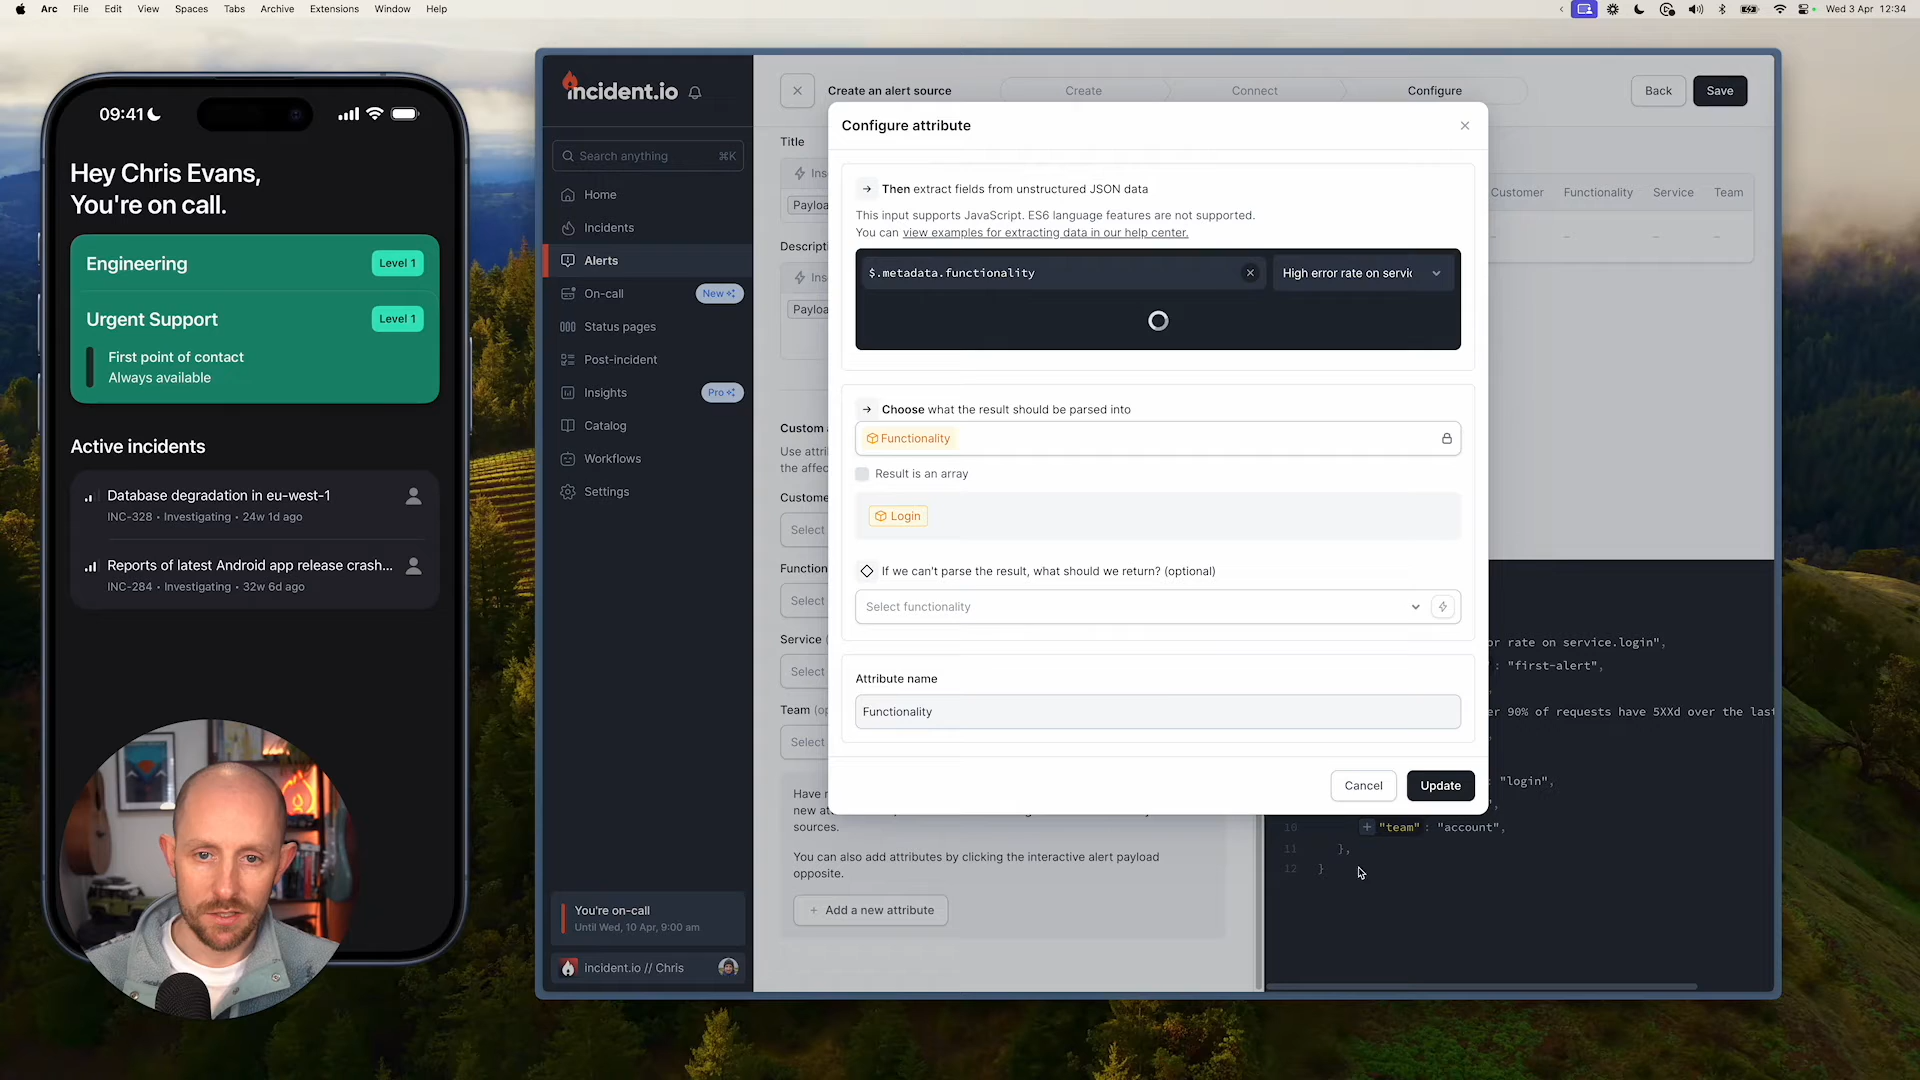 Arc File Edit View Spaces Tabs Archive Extensions Window Help
Wed 3 Apr 12:34
09:41
Hey Chris Evans,
You're on call.
Engineering Level 1
Urgent Support Level 1
First point of contact
Always available
Active incidents
Database degradation in eu-west-1
INC-328 • Investigating • 24w 1d ago
Reports of latest Android app release crash...
INC-284 • Investigating • 32w 6d ago
incident.io
Search anything ⌘K
Home
Incidents
Alerts
On-call New
Status pages
Post-incident
Insights Pro
Catalog
Workflows
Settings
You're on-call
Until Wed, 10 Apr, 9:00 am
incident.io // Chris
Create an alert source
Create Connect Configure
Back Save
Title
Ins
Payloa
Descripti
Ins
Payloa
Custom a
Use attri
the affec
Custome
Select
Function
Select
Service (
Select
Team (op
Select
Have r
new att
sources.
You can also add attributes by clicking the interactive alert payload
opposite.
+ Add a new attribute
Customer Functionality Service Team
– – – –
Configure attribute
Then extract fields from unstructured JSON data
This input supports JavaScript. ES6 language features are not supported.
You can view examples for extracting data in our help center.
$.metadata.functionality
High error rate on servic
Choose what the result should be parsed into
Functionality
Result is an array
Login
If we can't parse the result, what should we return? (optional)
Select functionality
Attribute name
Functionality
Cancel Update
or rate on service.login",
: "first-alert",
er 90% of requests have 5XXd over the last
: "login",
10 + "team": "account",
11 },
12 }